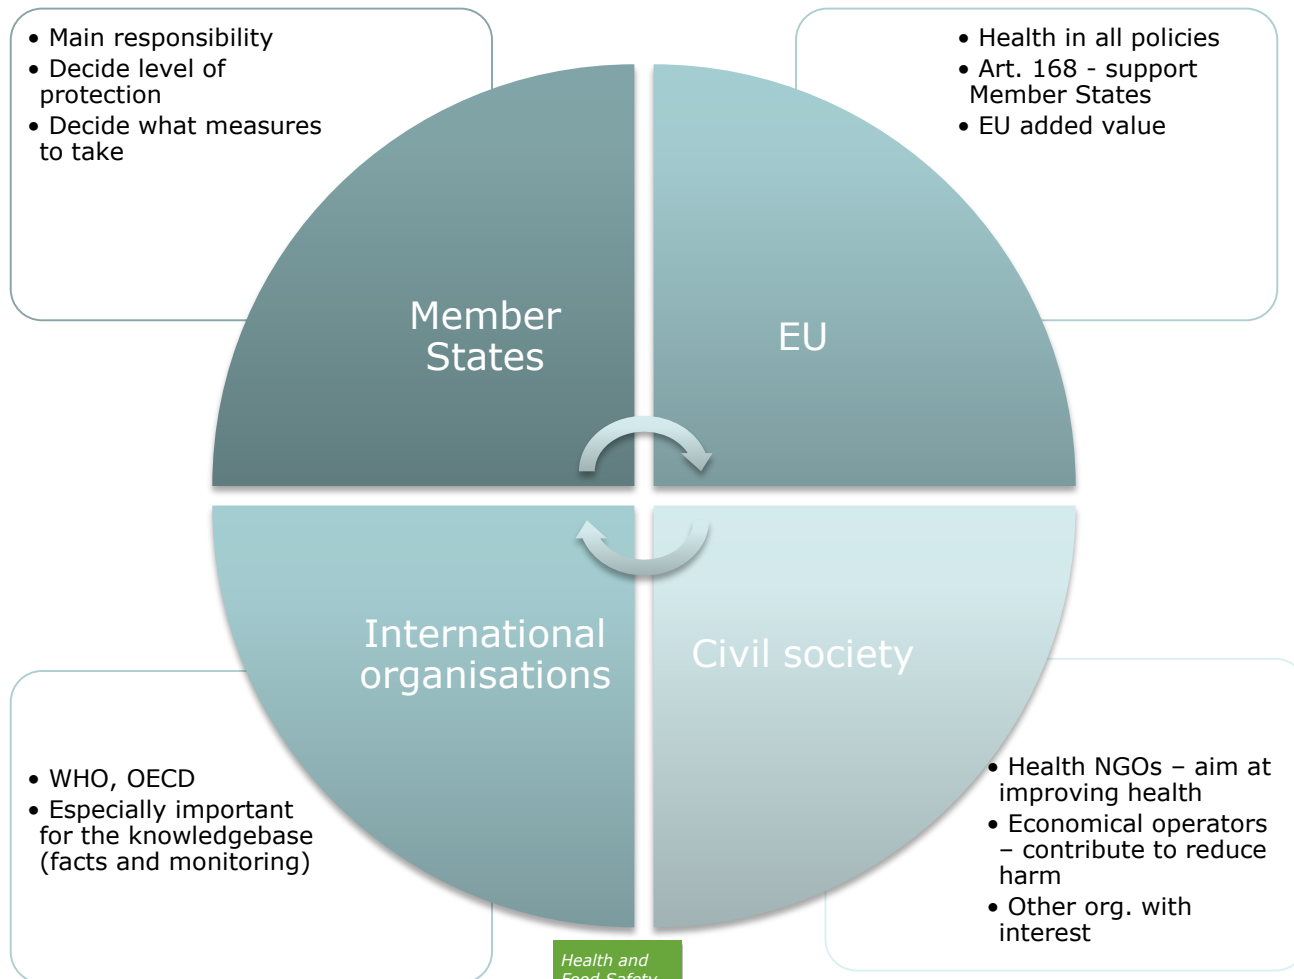 • Main responsibility
• Decide level of
protection
• Decide what measures
to take
• Health in all policies
• Art. 168 - support
Member States
• EU added value
Member
States
EU
International
organisations
Civil society
• WHO, OECD
• Especially important
for the knowledgebase
(facts and monitoring)
• Health NGOs – aim at
improving health
• Economical operators
– contribute to reduce
harm
• Other org. with
interest
Health and
Food Safety